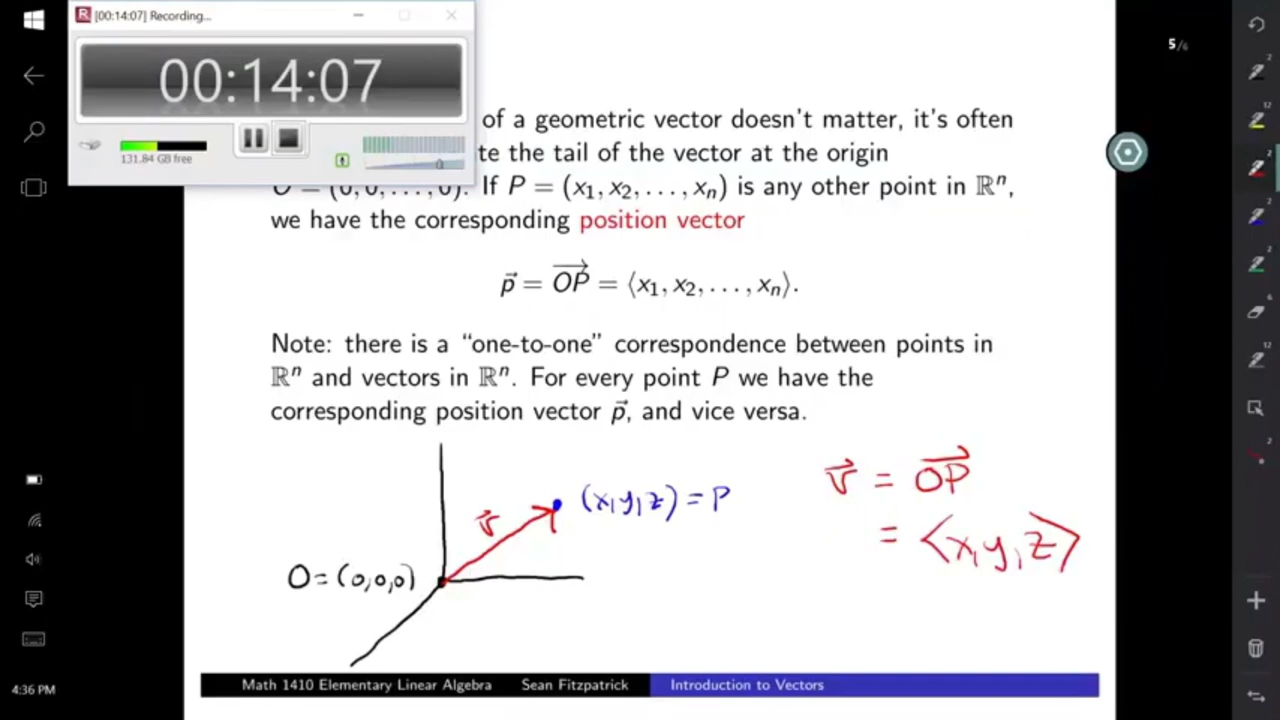 [00:14:07] Recording...
00:14:07
131.84 GB free
5/6
of a geometric vector doesn't matter, it's often
te the tail of the vector at the origin
O = (0, 0, . . . , 0). If P = (x₁, x₂, . . . , xₙ) is any other point in ℝⁿ,
we have the corresponding position vector
p⃗ = O͢P = ⟨x₁, x₂, . . . , xₙ⟩.
Note: there is a “one-to-one” correspondence between points in
ℝⁿ and vectors in ℝⁿ. For every point P we have the
corresponding position vector p⃗, and vice versa.
v⃗ = O͢P
= ⟨x,y,z⟩
v⃗
(x,y,z) = P
O = (0,0,0)
Math 1410 Elementary Linear Algebra Sean Fitzpatrick Introduction to Vectors
4:36 PM